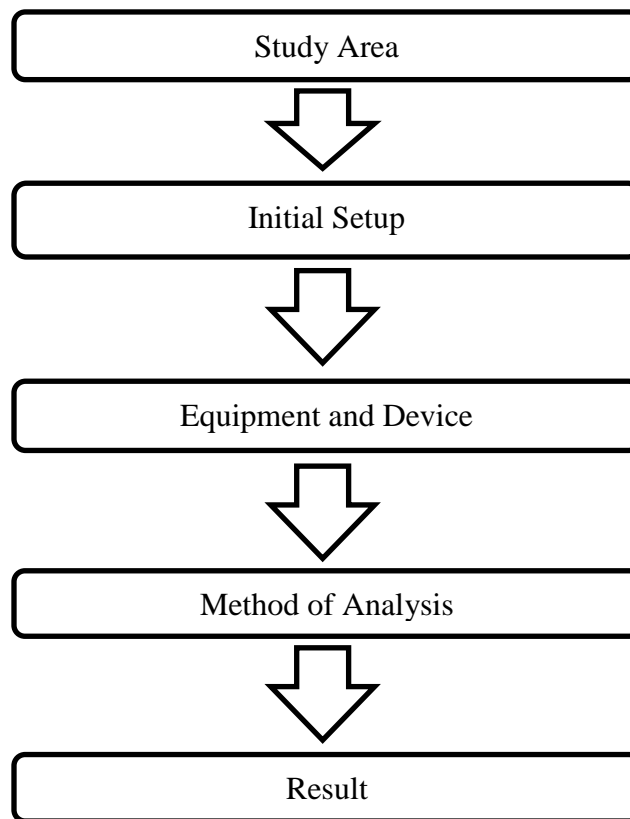 Study Area
Initial Setup
Equipment and Device
Method of Analysis
Result